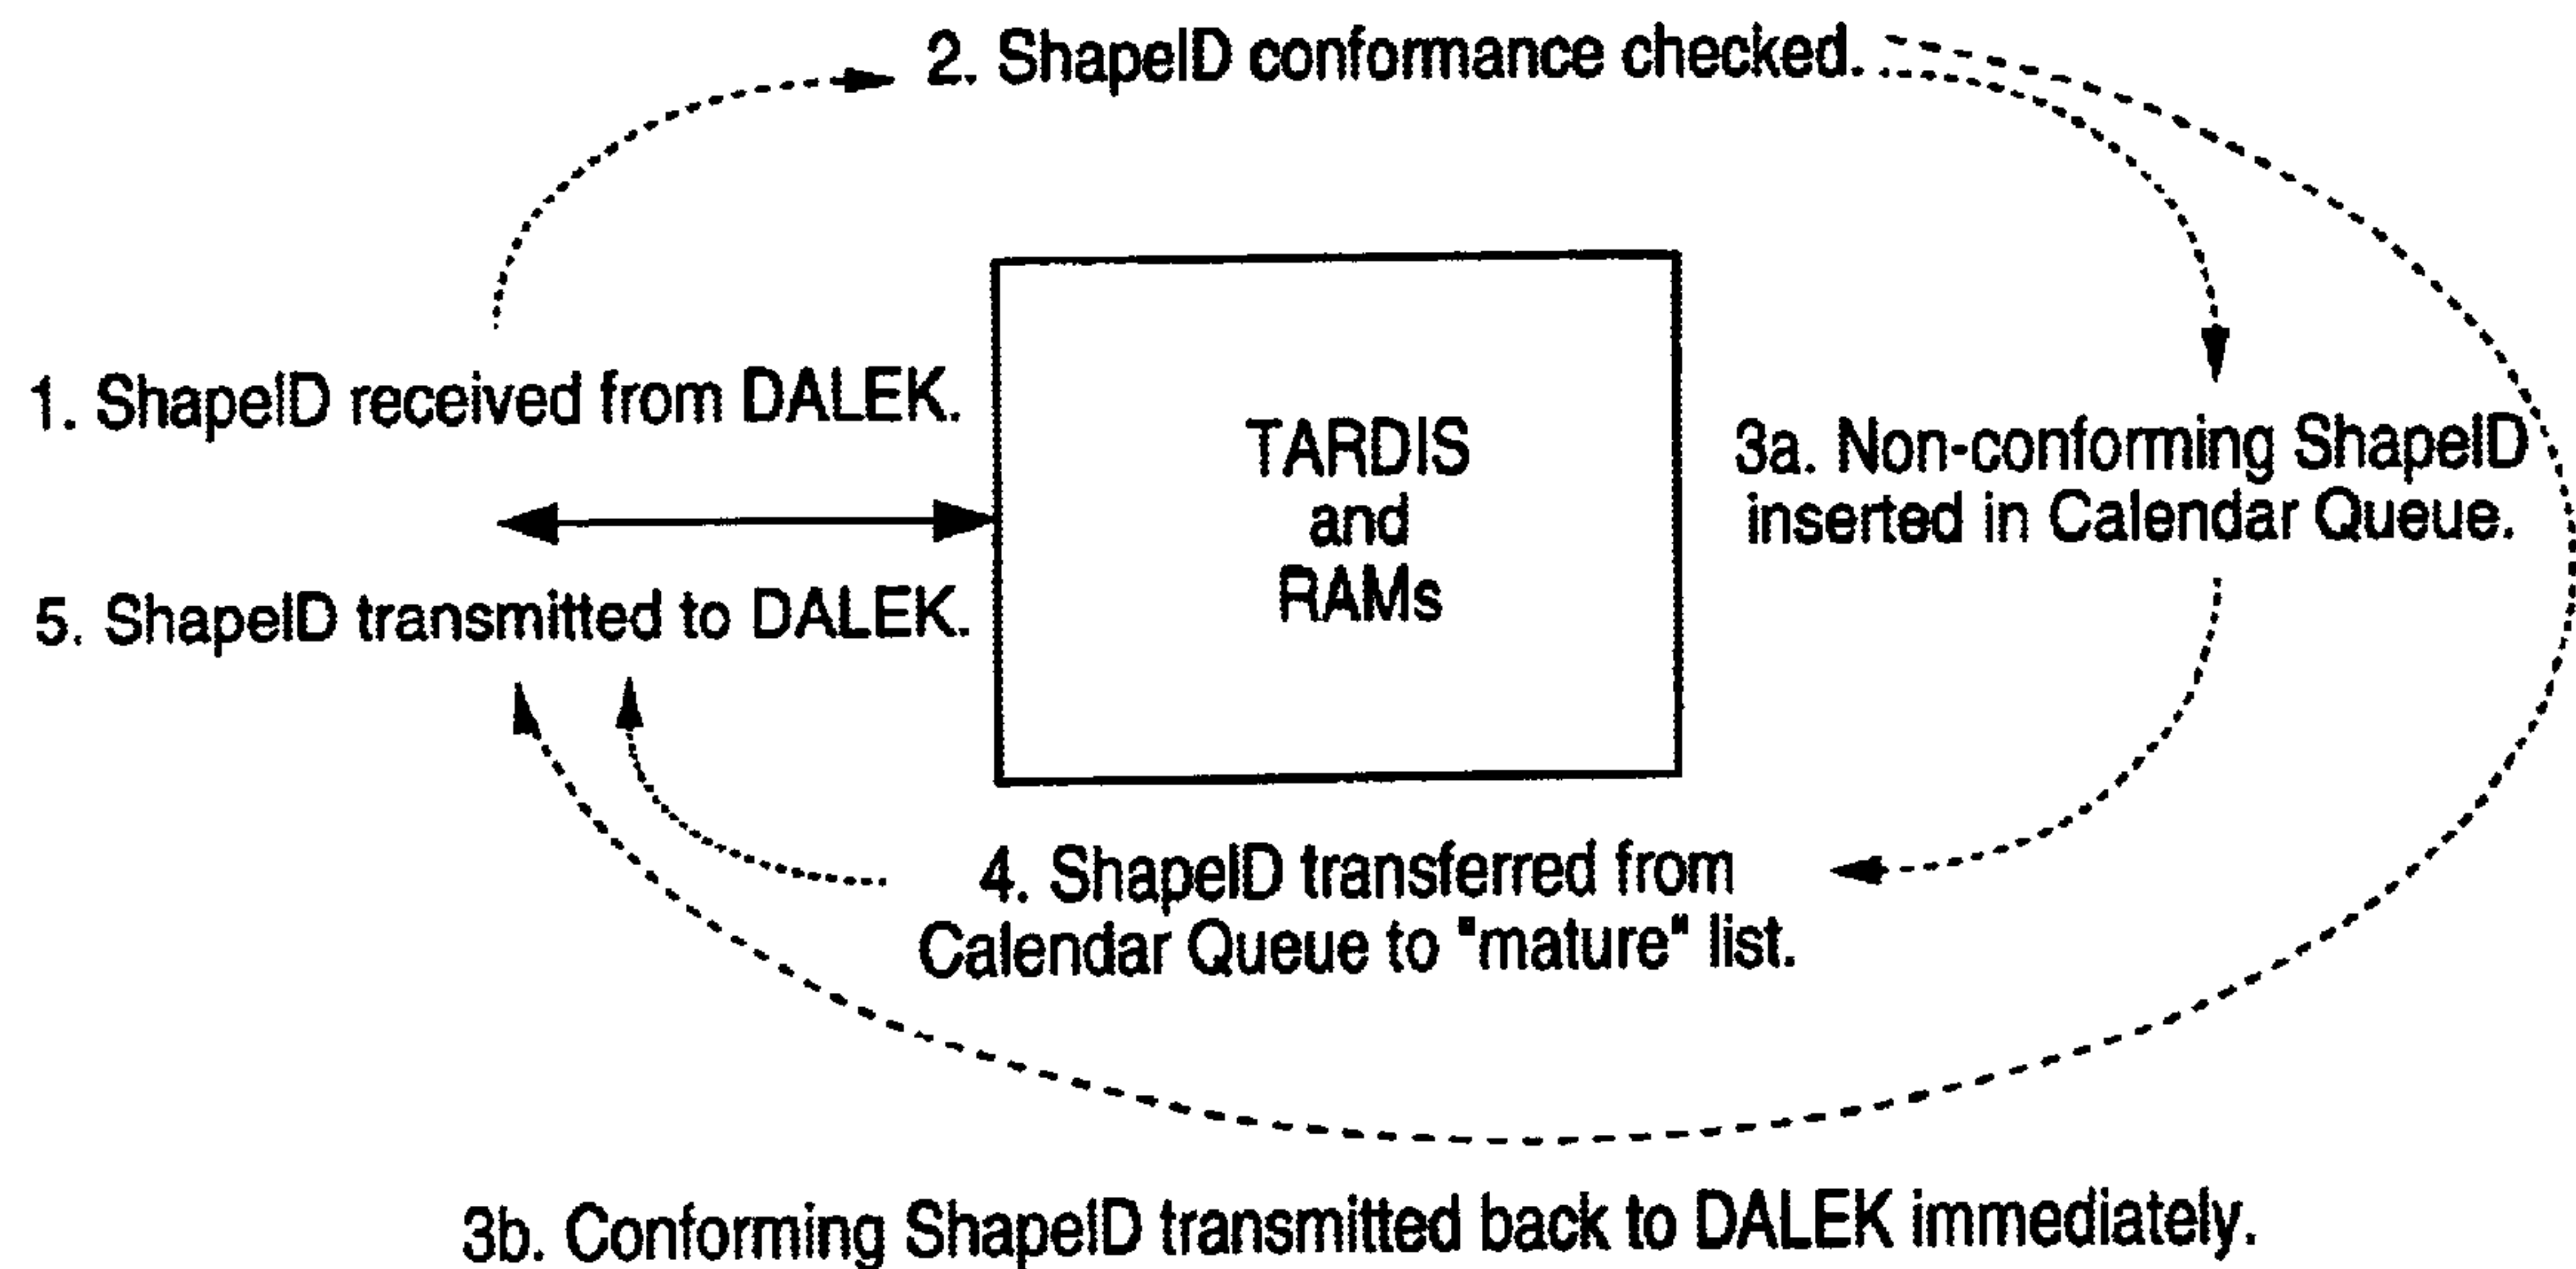 2. ShapeID conformance checked.
1. ShapeID received from DALEK.
TARDIS
and
RAMs
3a. Non-conforming ShapeID
inserted in Calendar Queue.
5. ShapeID transmitted to DALEK.
4. ShapeID transferred from
Calendar Queue to "mature" list.
3b. Conforming ShapeID transmitted back to DALEK immediately.